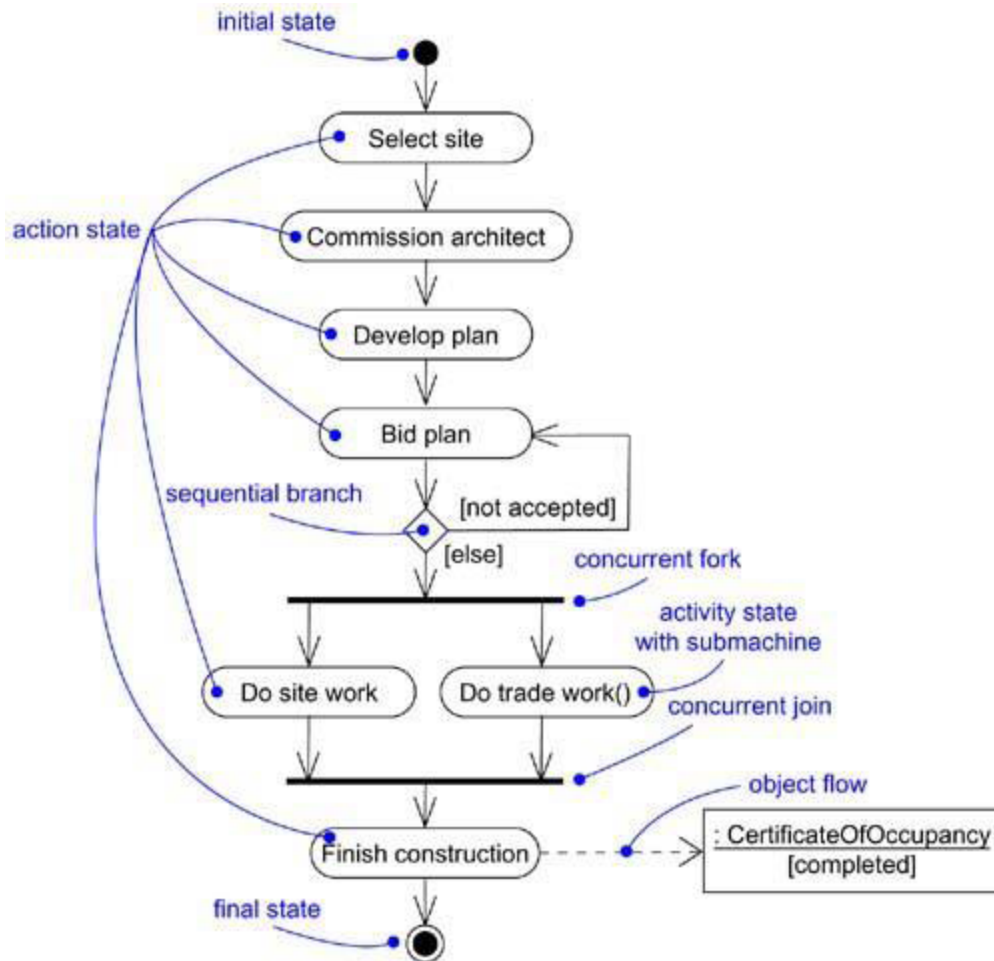 initial state
Select site
action state
Commission architect
Develop plan
Bid plan
sequential branch
[not accepted]
[else]
concurrent fork
activity state
with submachine
Do site work
Do trade work()
concurrent join
object flow
: CertificateOfOccupancy
[completed]
Finish construction
final state